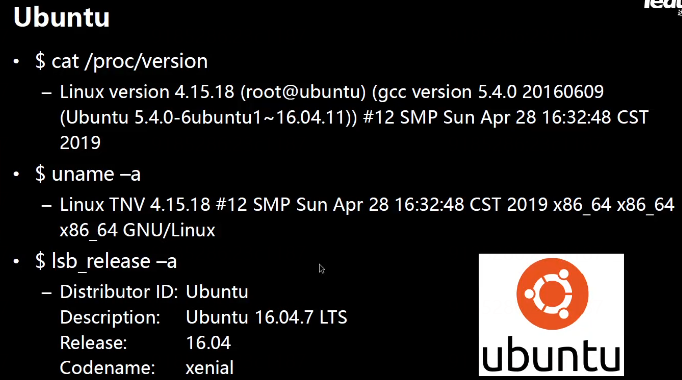 Ubuntu
• $ cat /proc/version
– Linux version 4.15.18 (root@ubuntu) (gcc version 5.4.0 20160609
(Ubuntu 5.4.0-6ubuntu1~16.04.11)) #12 SMP Sun Apr 28 16:32:48 CST
2019
• $ uname –a
– Linux TNV 4.15.18 #12 SMP Sun Apr 28 16:32:48 CST 2019 x86_64 x86_64
x86_64 GNU/Linux
• $ lsb_release –a
– Distributor ID: Ubuntu
Description: Ubuntu 16.04.7 LTS
Release: 16.04
Codename: xenial
ubuntu